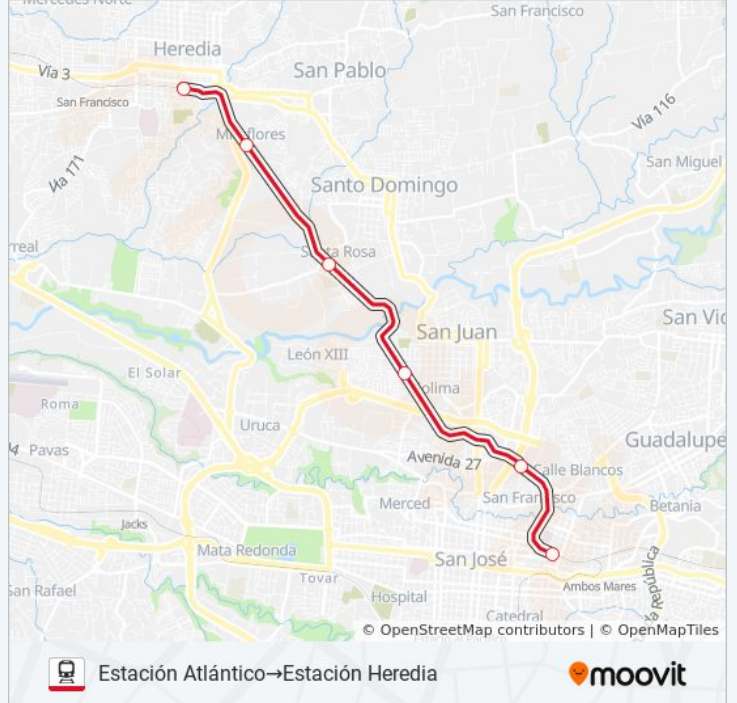 Mercedes Norte
San Francisco
Heredia
San Pablo
Vía 3
San Francisco
Vía 116
San Miguel
Vía 171
Santo Domingo
rreal
Santa Rosa
San Vic
San Juan
León XIII
El Solar
Roma
Uruca
Guadalupe
Pavas
Avenida 27
Calle Blancos
Merced
San Francisco
Betania
Jacks
Mata Redonda
San José
Tovar
Ambos Mares
San Rafael
Hospital
la República
Catedral
© OpenStreetMap contributors | © OpenMapTiles
Estación Atlántico→Estación Heredia
moovit